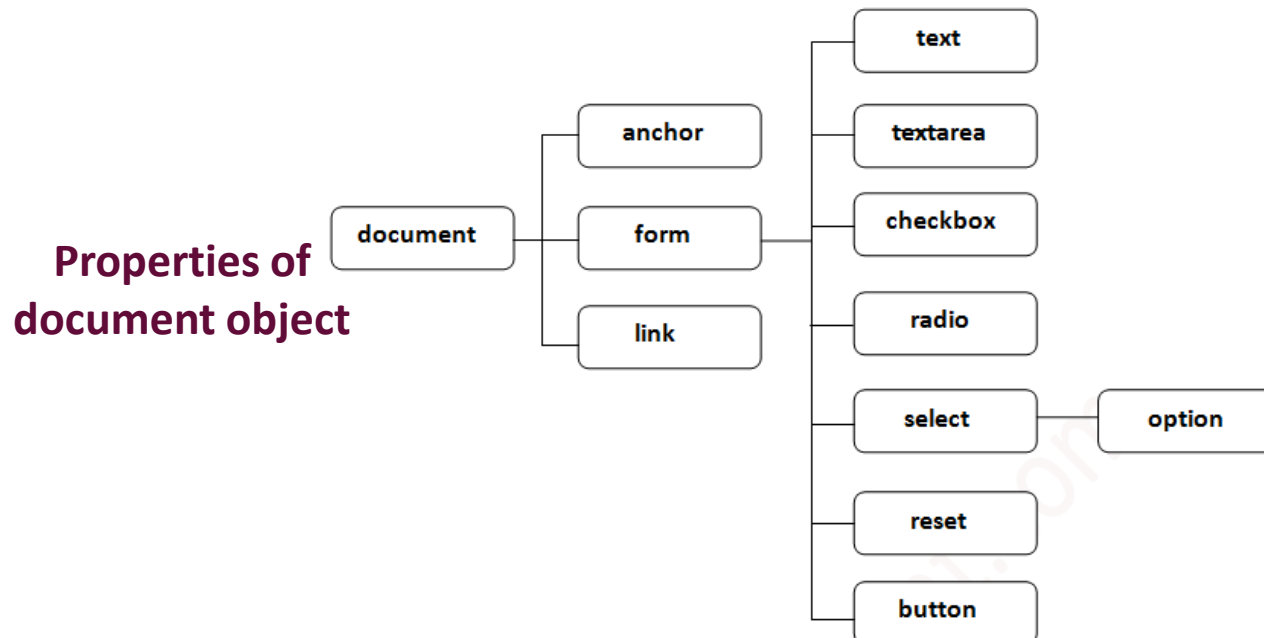 Properties of
document object
document
anchor
form
link
text
textarea
checkbox
radio
select
option
reset
button